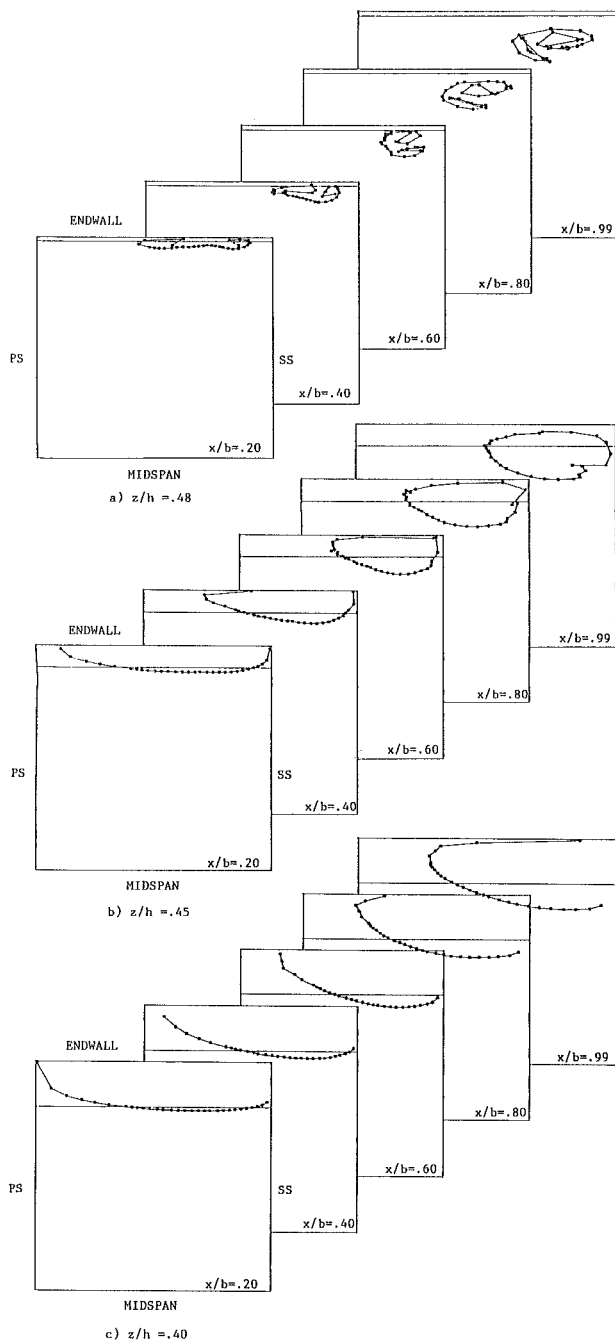 x/b=.99
x/b=.80
x/b=.60
ENDWALL
x/b=.40
PS
SS
x/b=.20
MIDSPAN
a) z/h =.48
x/b=.99
x/b=.80
x/b=.60
ENDWALL
x/b=.40
PS
SS
x/b=.20
MIDSPAN
b) z/h =.45
x/b=.99
x/b=.80
x/b=.60
ENDWALL
x/b=.40
PS
SS
x/b=.20
MIDSPAN
c) z/h =.40